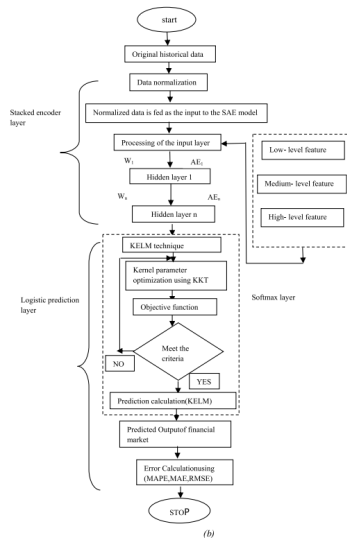 start
Original historical data
Data normalization
Stacked encoder
layer
Normalized data is fed as the input to the SAE model
Processing of the input layer
W₁ AE₁
Hidden layer 1
Wₙ AEₙ
Hidden layer n
Low- level feature
Medium- level feature
High- level feature
KELM technique
Kernel parameter
optimization using KKT
Logistic prediction
layer
Softmax layer
Objective function
Meet the
criteria
NO
YES
Prediction calculation(KELM)
Predicted Outputof financial
market
Error Calculationusing
(MAPE,MAE,RMSE)
STOP
(b)